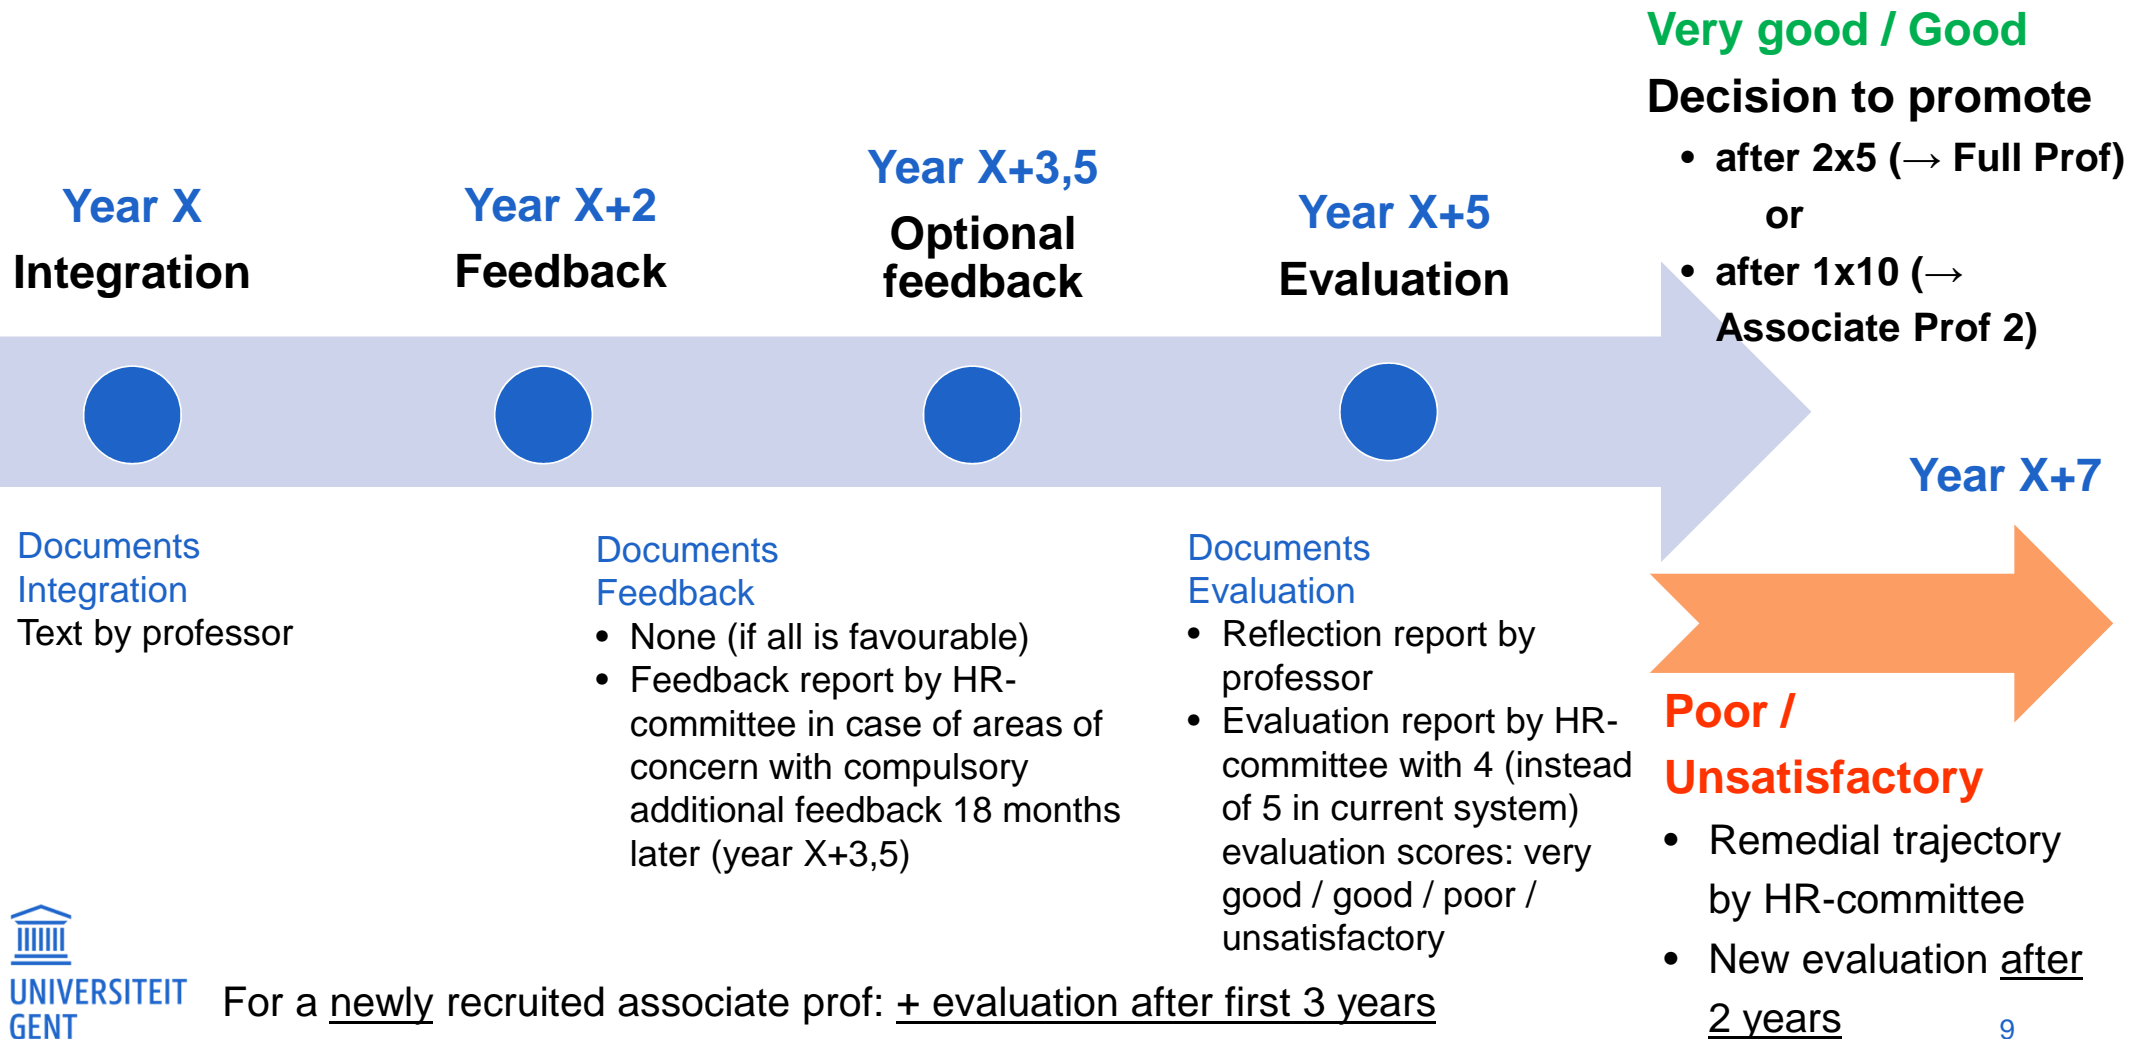 Year X
Integration
Year X+2
Feedback
Year X+3,5
Optional
feedback
Year X+5
Evaluation
Very good / Good
Decision to promote
• after 2x5 (→ Full Prof)
or
• after 1x10 (→
Associate Prof 2)
Year X+7
Documents
Integration
Text by professor
Documents
Feedback
• None (if all is favourable)
• Feedback report by HR-
committee in case of areas of
concern with compulsory
additional feedback 18 months
later (year X+3,5)
Documents
Evaluation
• Reflection report by
professor
• Evaluation report by HR-
committee with 4 (instead
of 5 in current system)
evaluation scores: very
good / good / poor /
unsatisfactory
Poor /
Unsatisfactory
• Remedial trajectory
by HR-committee
• New evaluation after
2 years
UNIVERSITEIT
GENT
For a newly recruited associate prof: + evaluation after first 3 years
9